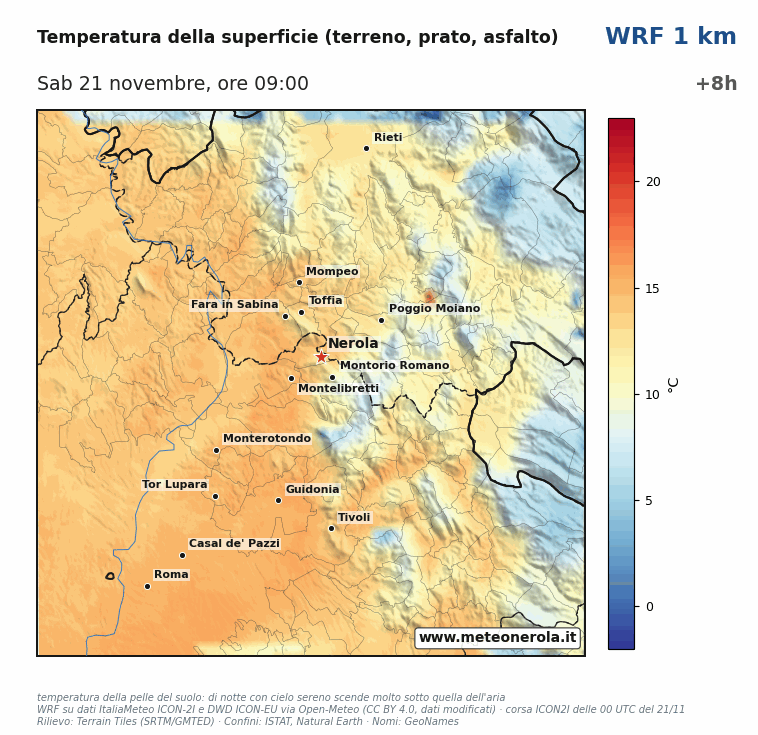 Temperatura della superficie (terreno, prato, asfalto)
WRF 1 km
Sab 21 novembre, ore 09:00
+8h
Rieti
Mompeo
Fara in Sabina
Toffia
Poggio Moiano
Nerola
Montorio Romano
Montelibretti
Monterotondo
Tor Lupara
Guidonia
Tivoli
Casal de' Pazzi
Roma
www.meteonerola.it
20
15
10
5
0
°C
temperatura della pelle del suolo: di notte con cielo sereno scende molto sotto quella dell'aria
WRF su dati ItaliaMeteo ICON-2I e DWD ICON-EU via Open-Meteo (CC BY 4.0, dati modificati) · corsa ICON2I delle 00 UTC del 21/11
Rilievo: Terrain Tiles (SRTM/GMTED) · Confini: ISTAT, Natural Earth · Nomi: GeoNames